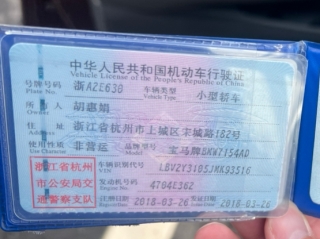 中华人民共和国机动车行驶证
Vehicle License of the People's Republic of China
号牌号码 浙AZE638 车辆类型 小型轿车
Plate No. Vehicle Type
所有人 胡惠娟
Owner
住址 浙江省杭州市上城区宋城路182号
Address
使用性质 非营运 品牌型号 宝马牌BMW7154AD
Use Character
浙江省杭州 车辆识别代号 LBV2Y3105JMK93516
VIN
市公安局交 发动机号码 4704L362
Engine No.
通警察支队 注册日期 2018-03-26 发证日期 2018-03-26